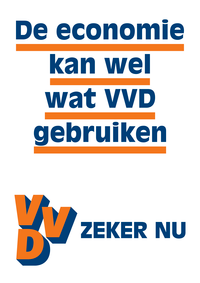 De economie
kan wel
wat VVD
gebruiken
VVD ZEKER NU